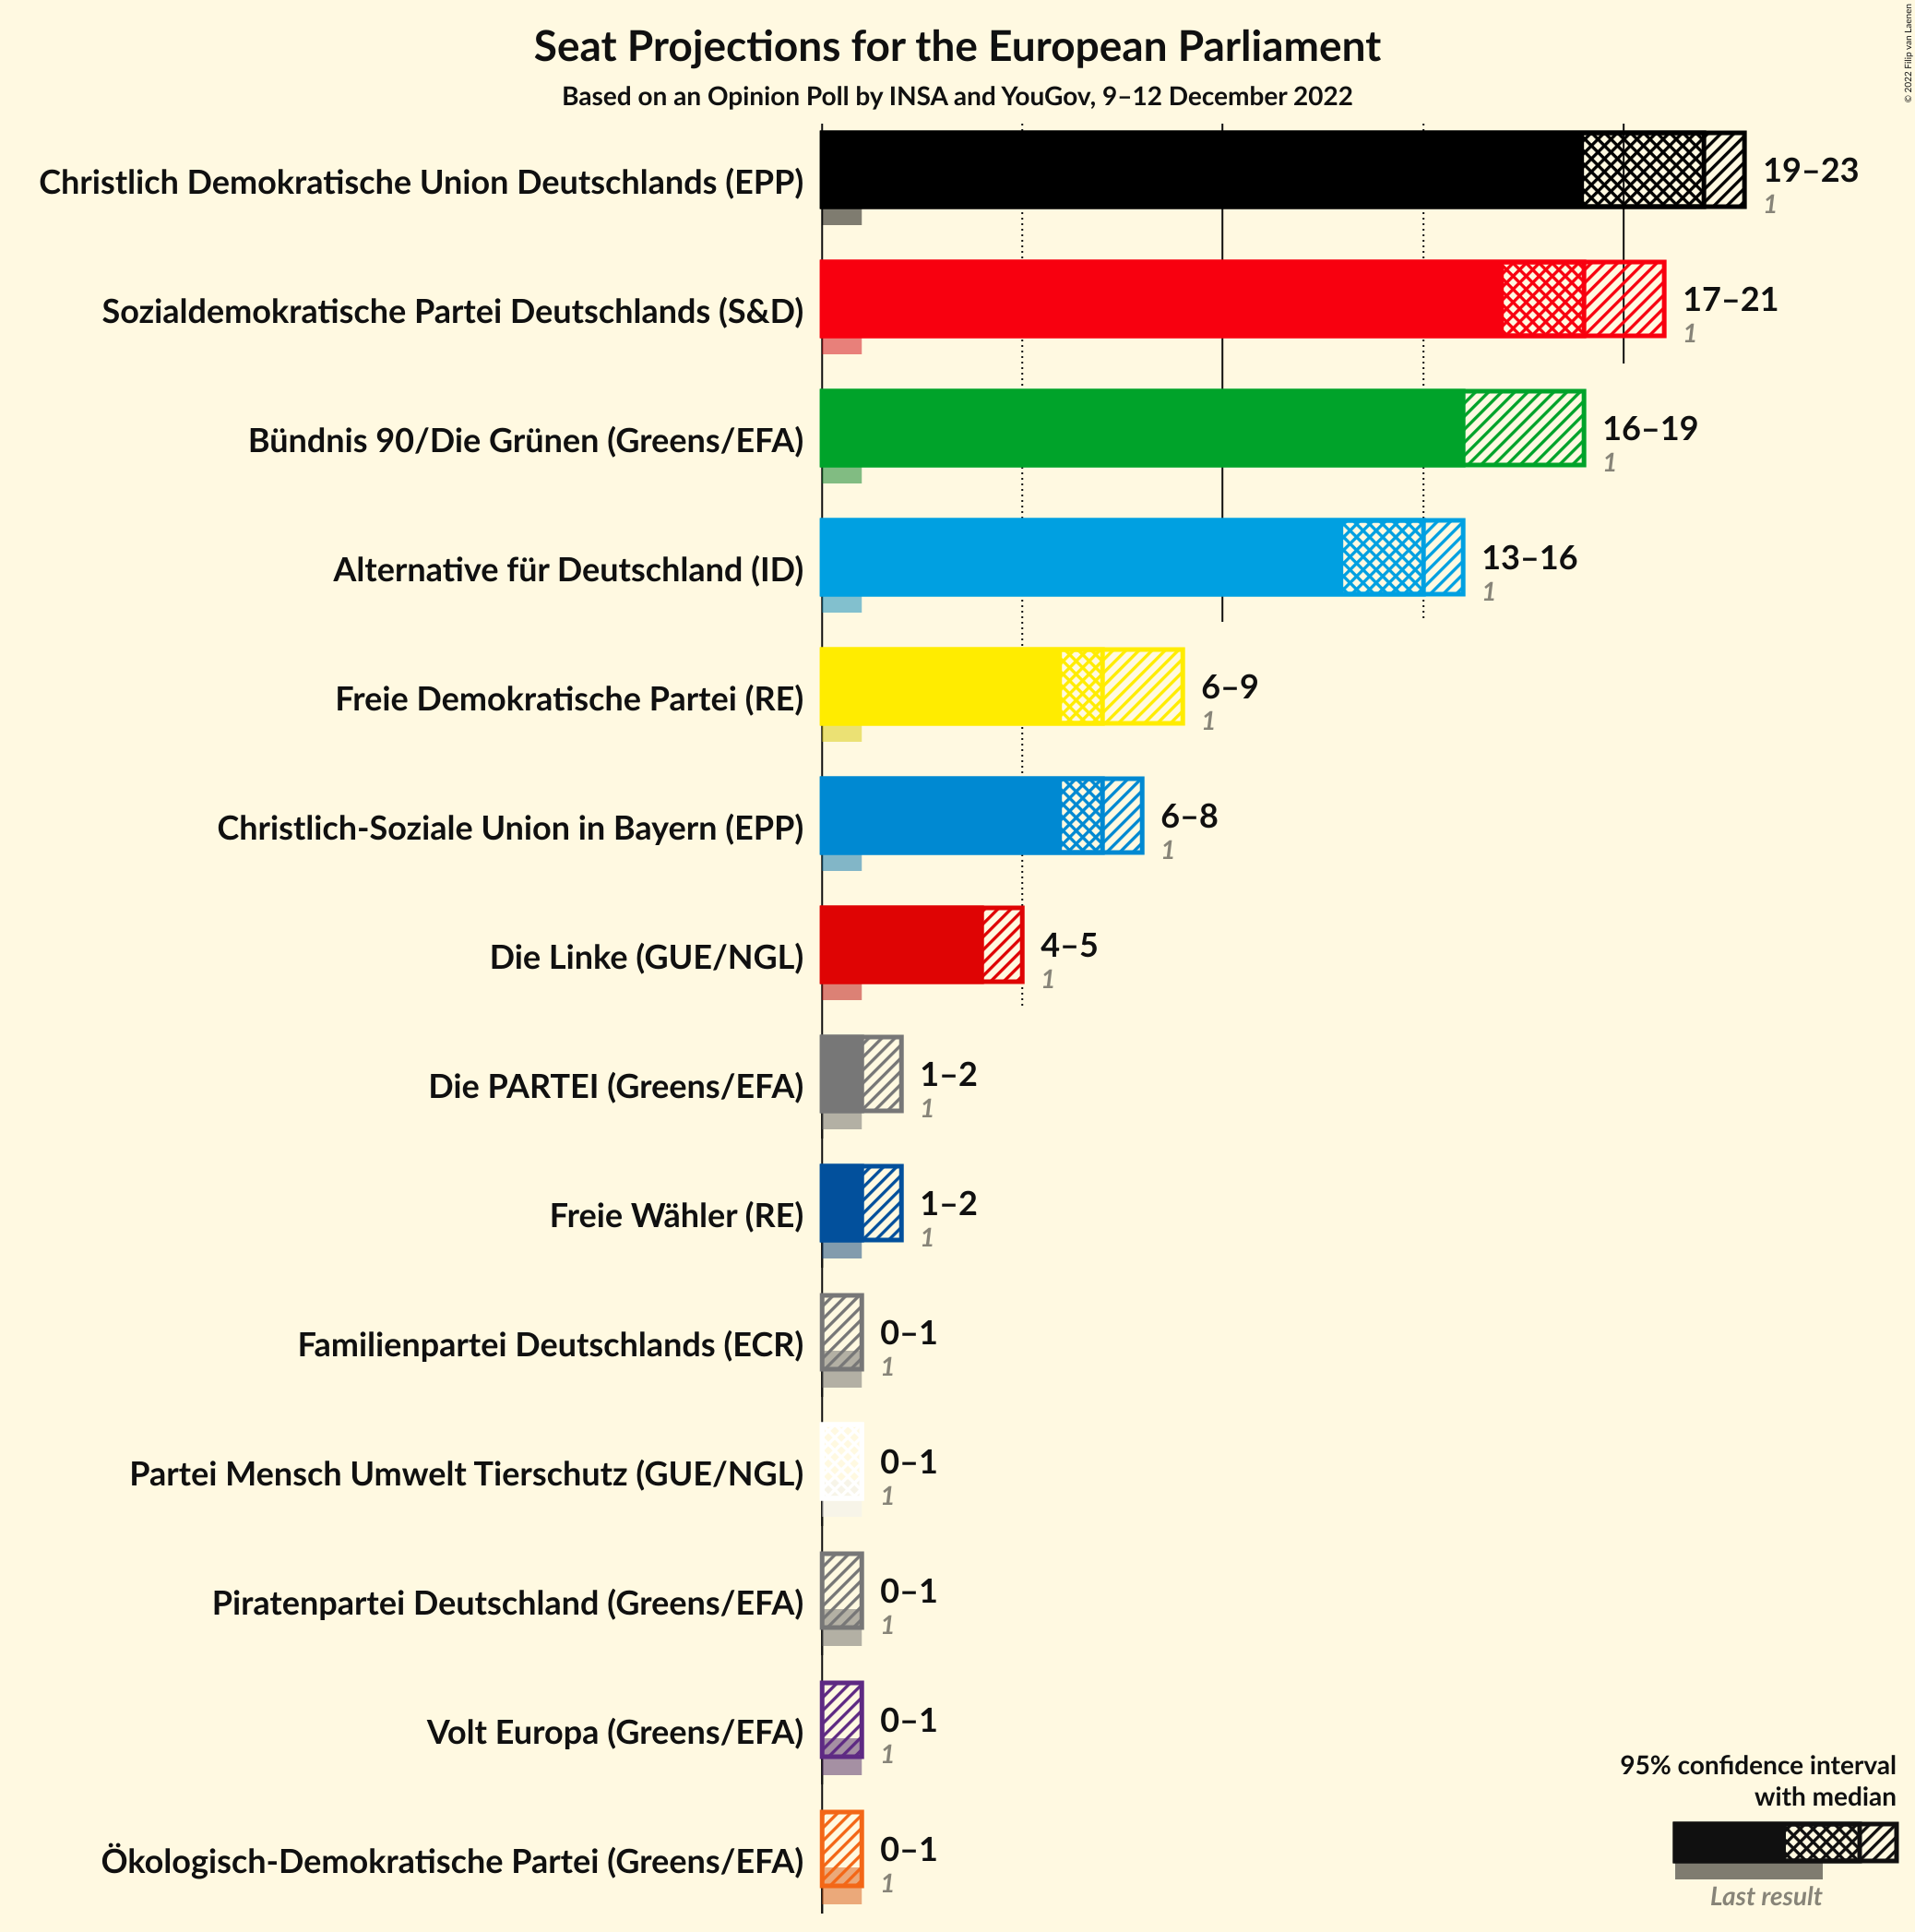 Seat Projections for the European Parliament
Based on an Opinion Poll by INSA and YouGov, 9–12 December 2022
© 2022 Filip van Laenen
Christlich Demokratische Union Deutschlands (EPP)
19–23
1
Sozialdemokratische Partei Deutschlands (S&D)
17–21
1
Bündnis 90/Die Grünen (Greens/EFA)
16–19
1
Alternative für Deutschland (ID)
13–16
1
Freie Demokratische Partei (RE)
6–9
1
Christlich-Soziale Union in Bayern (EPP)
6–8
1
Die Linke (GUE/NGL)
4–5
1
Die PARTEI (Greens/EFA)
1–2
1
Freie Wähler (RE)
1–2
1
Familienpartei Deutschlands (ECR)
0–1
1
Partei Mensch Umwelt Tierschutz (GUE/NGL)
0–1
1
Piratenpartei Deutschland (Greens/EFA)
0–1
1
Volt Europa (Greens/EFA)
0–1
1
Ökologisch-Demokratische Partei (Greens/EFA)
0–1
1
95% confidence interval
with median
Last result